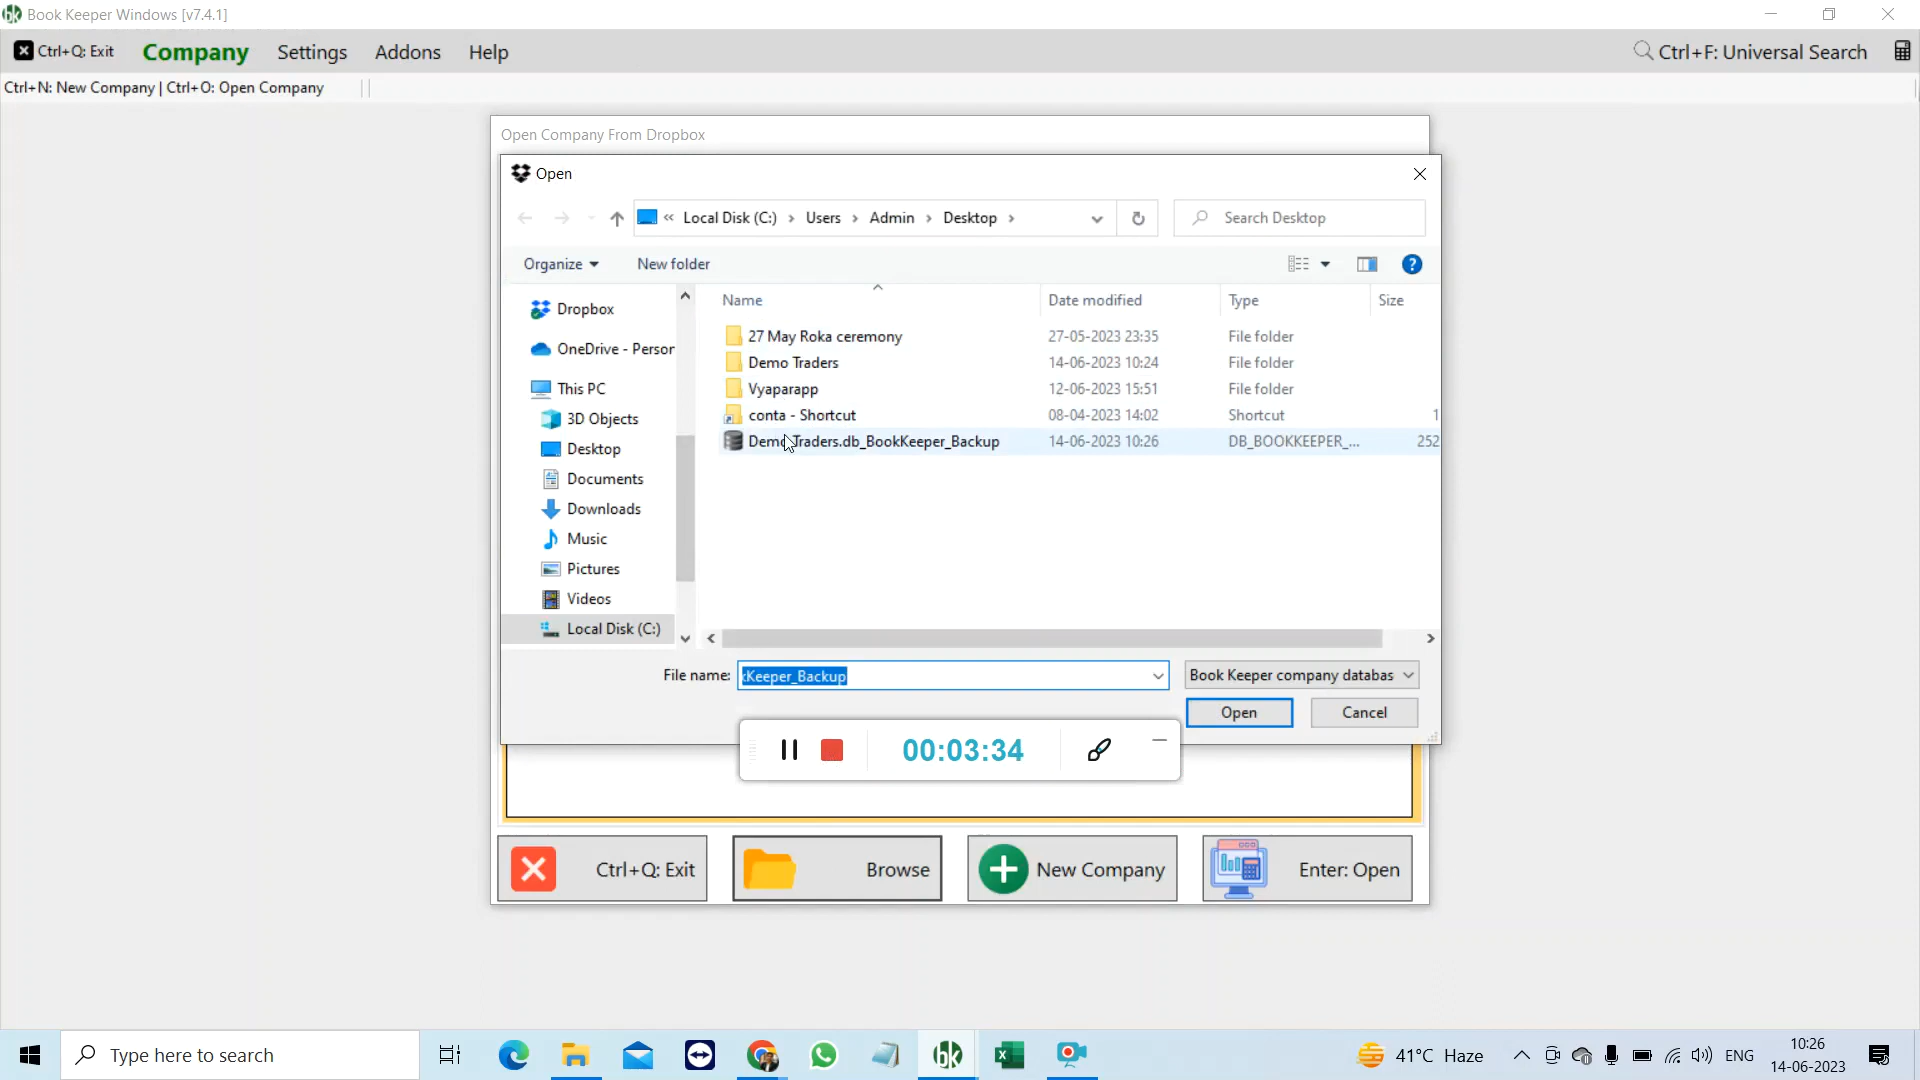 Book Keeper Windows [v7.4.1]
Ctrl+Q: Exit Company Settings Addons Help Ctrl+F: Universal Search
Ctrl+N: New Company | Ctrl+O: Open Company
Open Company From Dropbox
Open
« Local Disk (C:) › Users › Admin › Desktop › Search Desktop
Organize New folder
Name Date modified Type Size
Dropbox
OneDrive - Person
This PC
3D Objects
Desktop
Documents
Downloads
Music
Pictures
Videos
Local Disk (C:)
27 May Roka ceremony 27-05-2023 23:35 File folder
Demo Traders 14-06-2023 10:24 File folder
Vyaparapp 12-06-2023 15:51 File folder
conta - Shortcut 08-04-2023 14:02 Shortcut 1
Demo Traders.db_BookKeeper_Backup 14-06-2023 10:26 DB_BOOKKEEPER_... 252
File name: kKeeper_Backup Book Keeper company databas
Open Cancel
00:03:34
Ctrl+Q: Exit Browse New Company Enter: Open
Type here to search 41°C Haze ENG 10:26
14-06-2023